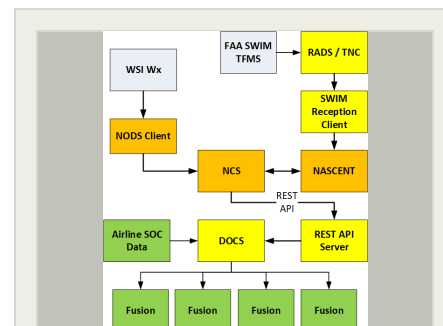 FAA SWIM
TFMS
RADS / TNC
WSI Wx
SWIM
Reception
Client
NODS Client
NCS
NASCENT
REST
API
Airline SOC
Data
DOCS
REST API
Server
Fusion
Fusion
Fusion
Fusion